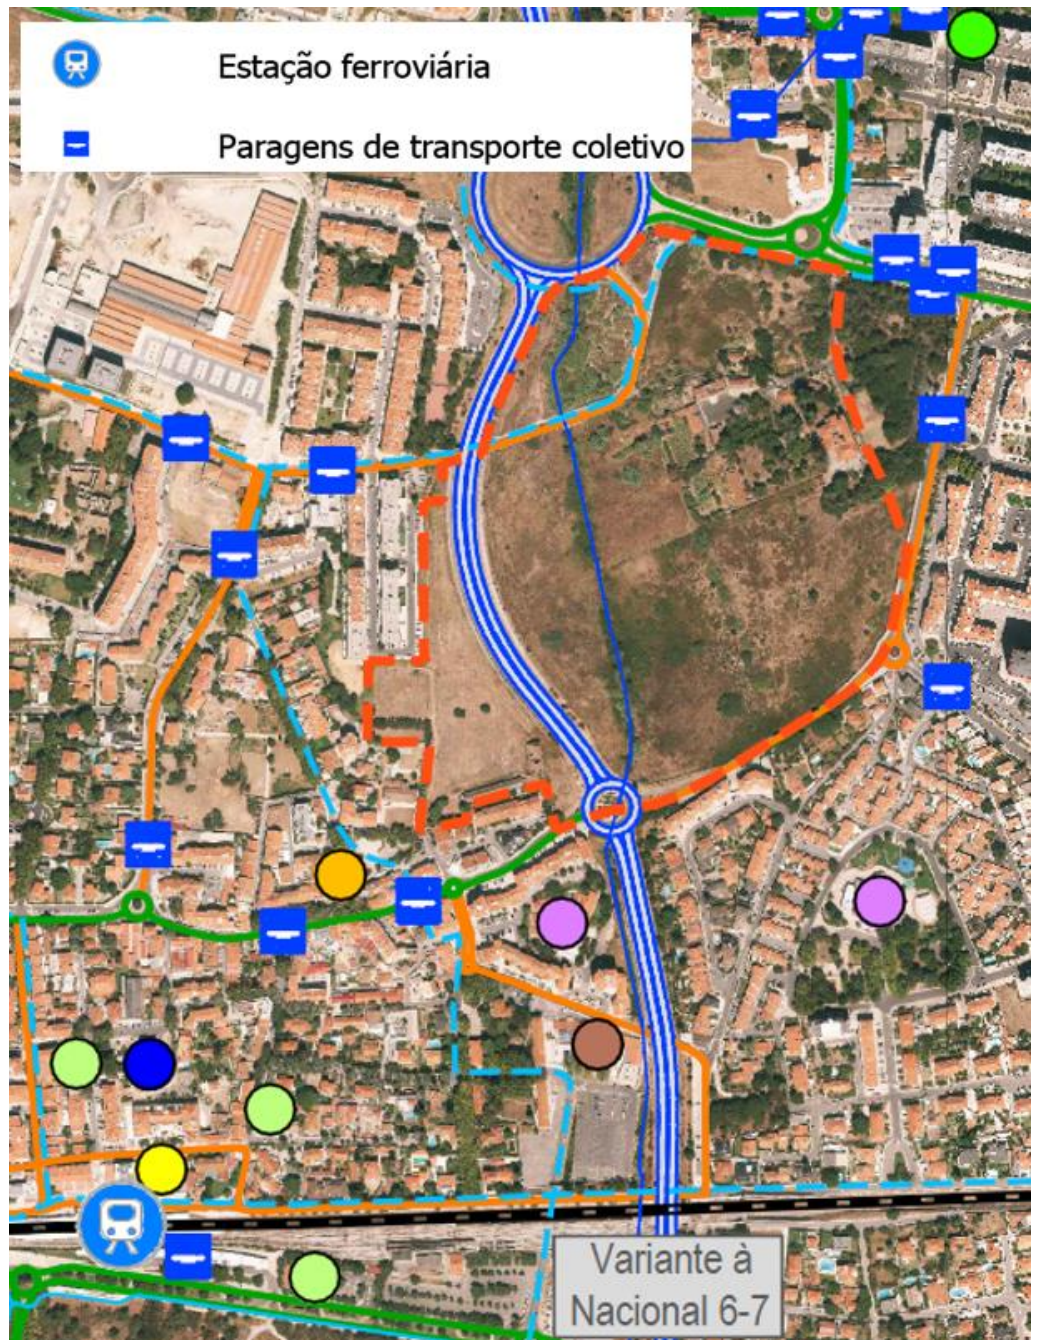 Estação ferroviária
Paragens de transporte coletivo
Variante à
Nacional 6-7